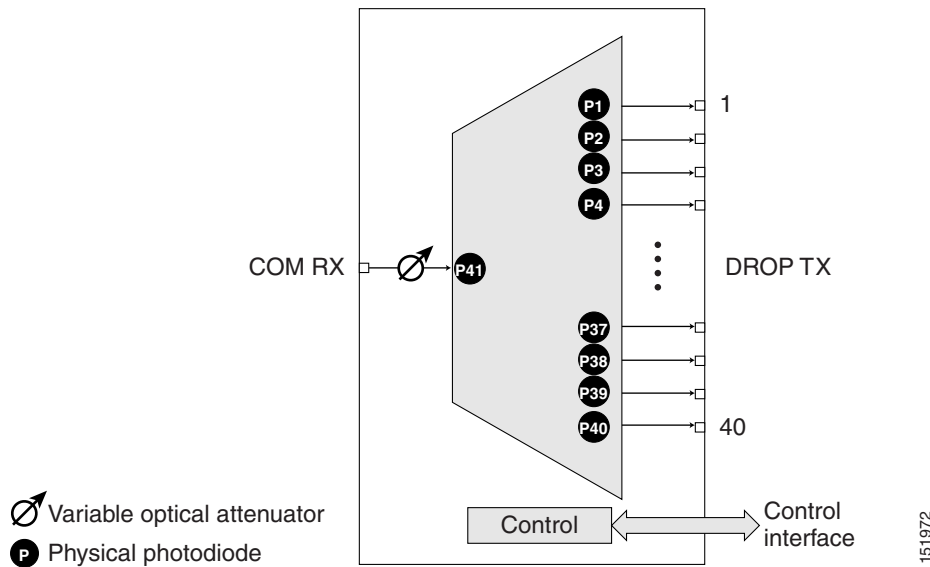 P1
1
P2
P3
P4
COM RX
P41
DROP TX
P37
P38
P39
P40
40
Variable optical attenuator
Control
Control
interface
P Physical photodiode
151972